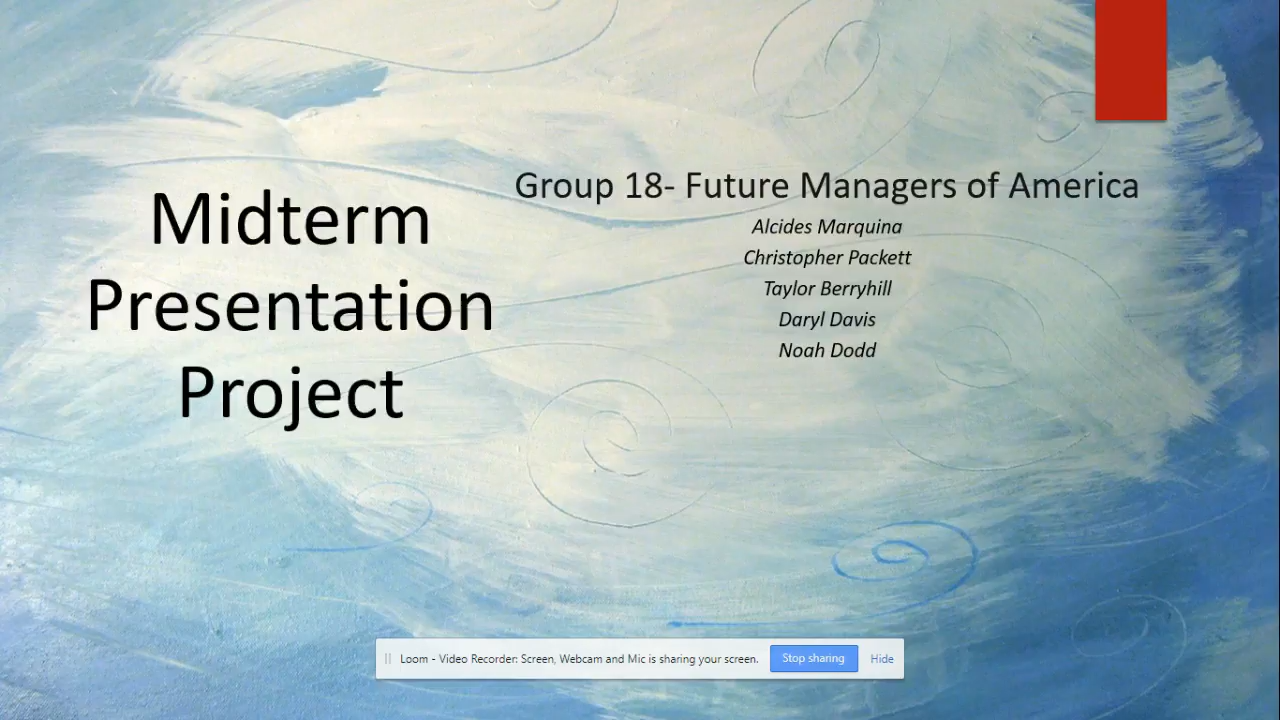 Midterm
Presentation
Project
Group 18- Future Managers of America
Alcides Marquina
Christopher Packett
Taylor Berryhill
Daryl Davis
Noah Dodd
Loom - Video Recorder: Screen, Webcam and Mic is sharing your screen. Stop sharing Hide